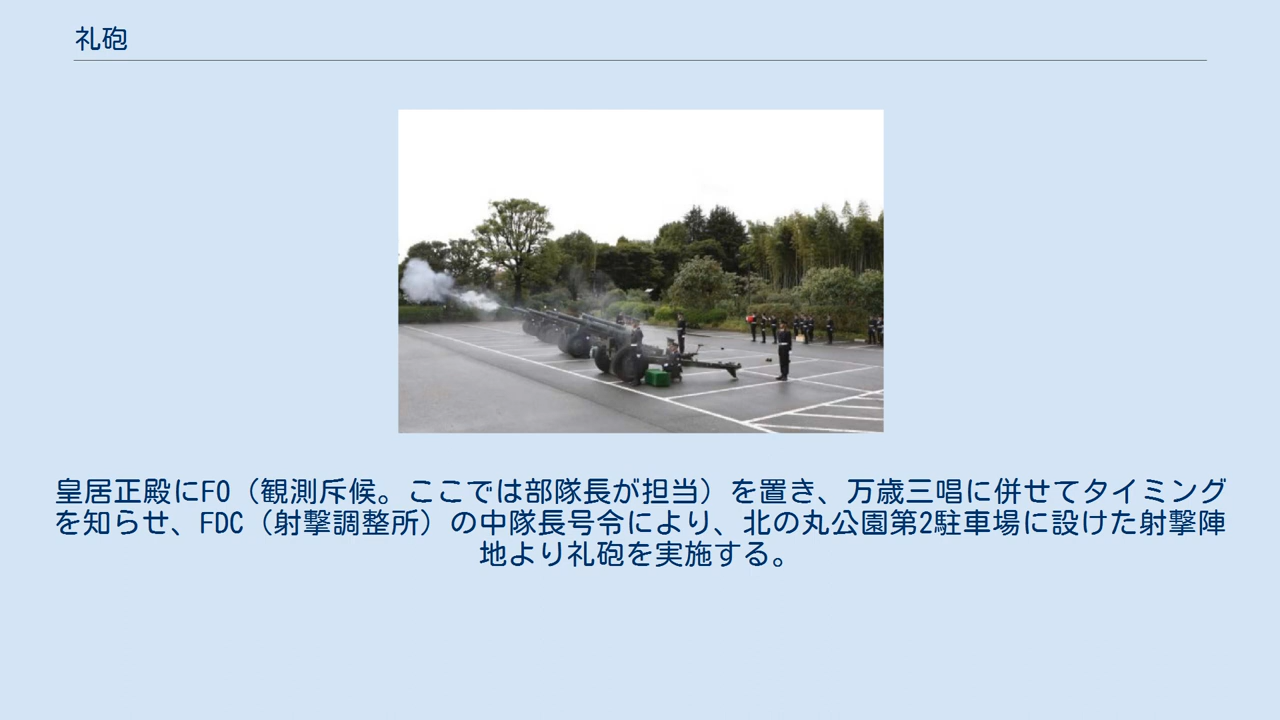 礼砲
皇居正殿にFO（観測斥候。ここでは部隊長が担当）を置き、万歳三唱に併せてタイミング
を知らせ、FDC（射撃調整所）の中隊長号令により、北の丸公園第2駐車場に設けた射撃陣
地より礼砲を実施する。